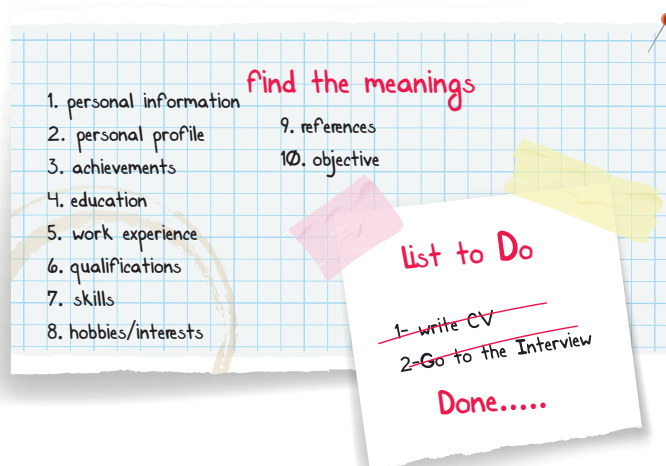 find the meanings
1. personal information
2. personal profile
3. achievements
4. education
5. work experience
6. qualifications
7. skills
8. hobbies/interests
9. references
10. objective
List to Do
1- write CV
2-Go to the Interview
Done.....